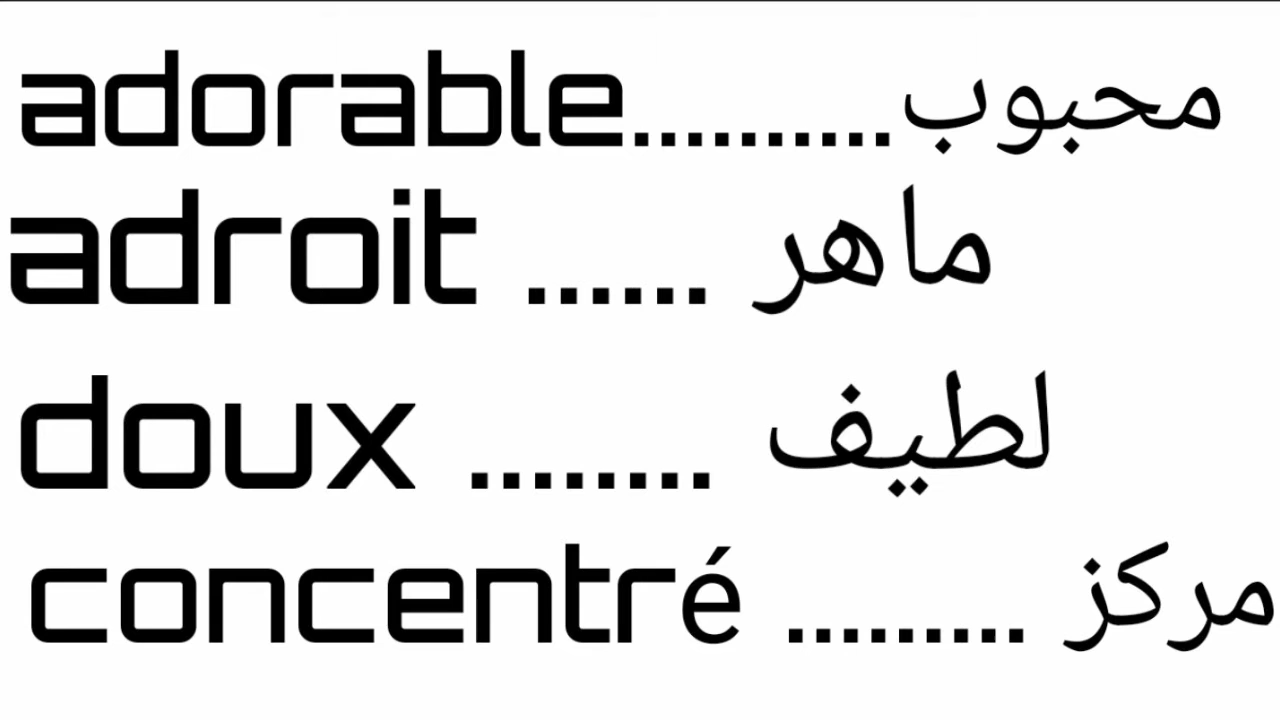 adorable..........محبوب
adroit ...... ماهر
doux ........ لطيف
concentré ......... مركز